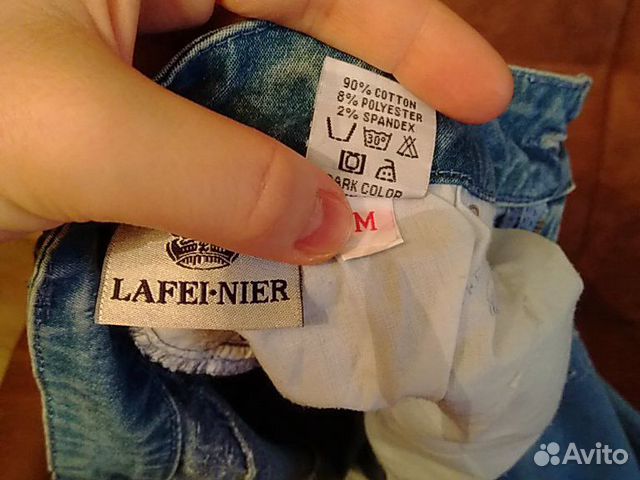 90% COTTON
8% POLYESTER
2% SPANDEX
30°
DARK COLOR
M
LAFEI·NIER
Avito